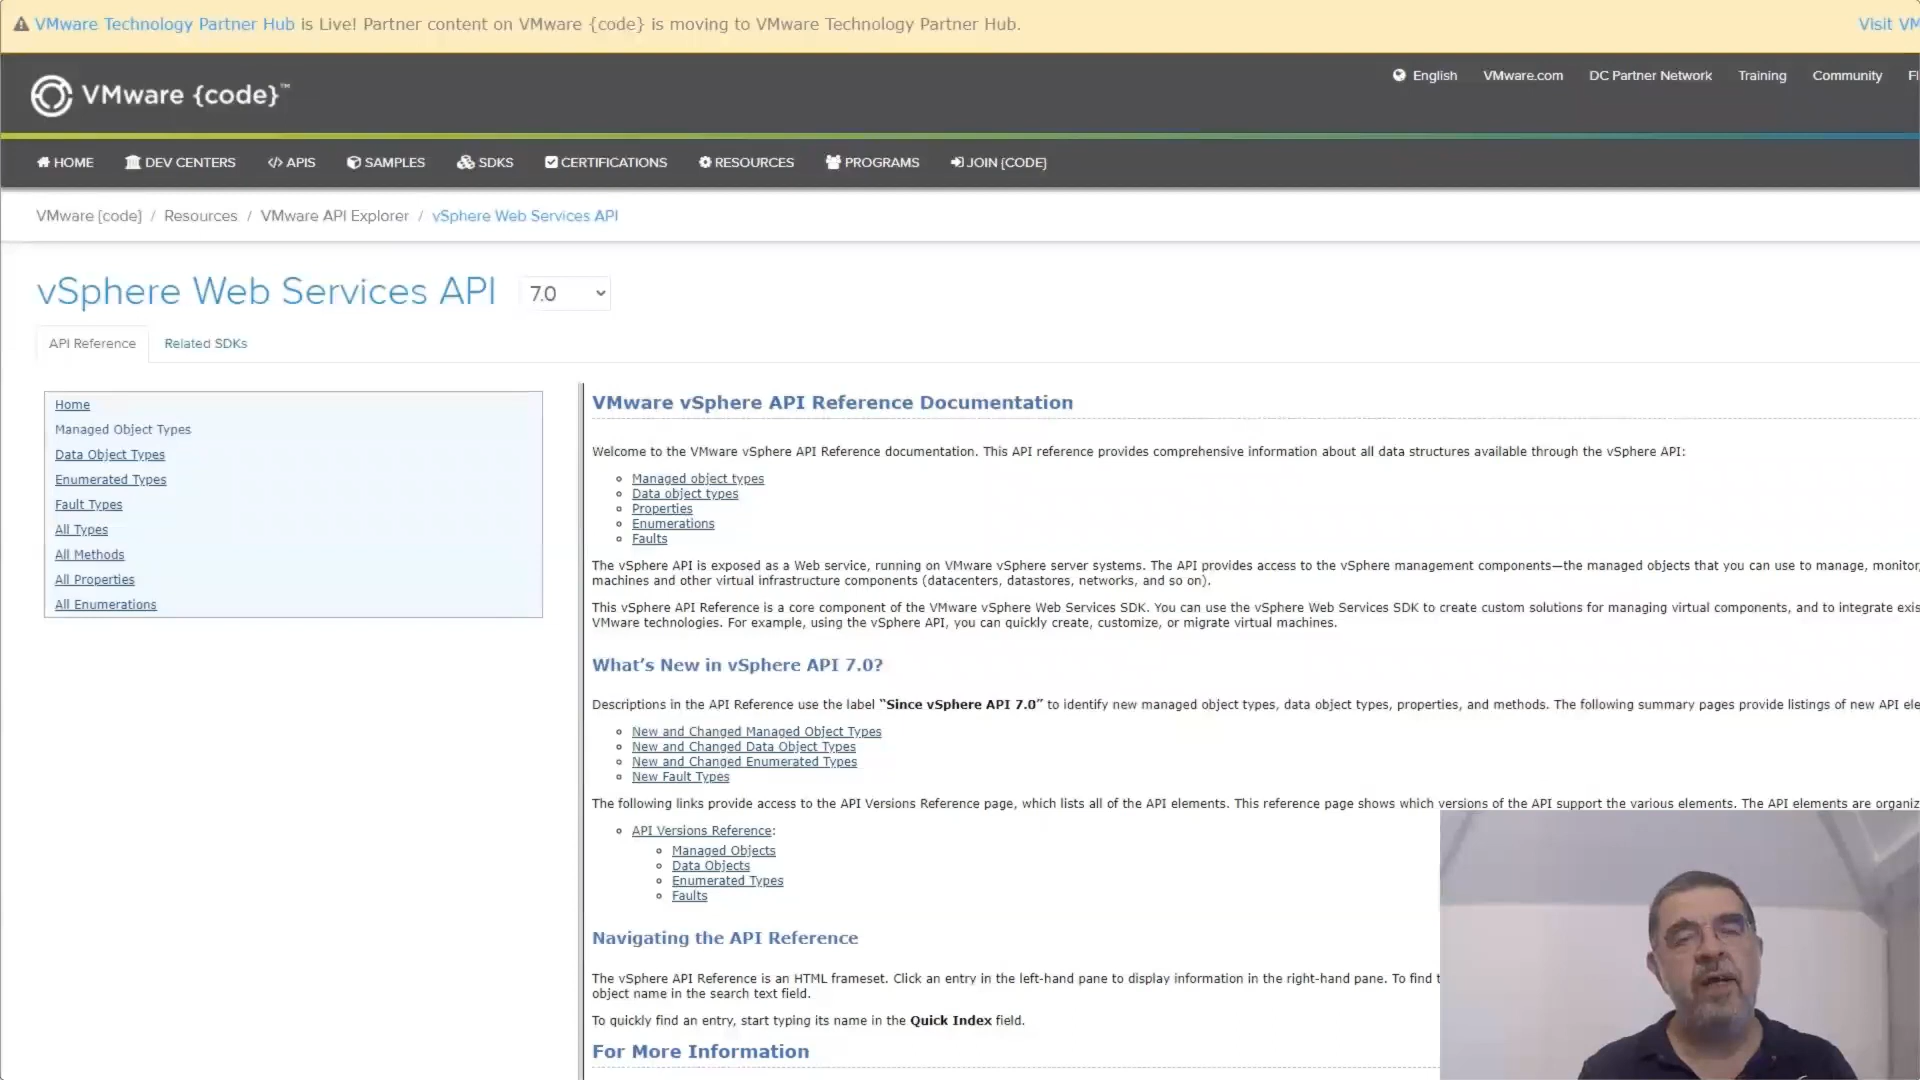 VMware Technology Partner Hub is Live! Partner content on VMware {code} is moving to VMware Technology Partner Hub.
Visit VM
VMware {code}™
English VMware.com DC Partner Network Training Community
HOME DEV CENTERS APIS SAMPLES SDKS CERTIFICATIONS RESOURCES PROGRAMS JOIN {CODE}
VMware {code} / Resources / VMware API Explorer / vSphere Web Services API
vSphere Web Services API 7.0
API Reference Related SDKs
Home
Managed Object Types
Data Object Types
Enumerated Types
Fault Types
All Types
All Methods
All Properties
All Enumerations
VMware vSphere API Reference Documentation
Welcome to the VMware vSphere API Reference documentation. This API reference provides comprehensive information about all data structures available through the vSphere API:
Managed object types
Data object types
Properties
Enumerations
Faults
The vSphere API is exposed as a Web service, running on VMware vSphere server systems. The API provides access to the vSphere management components—the managed objects that you can use to manage, monitor,
machines and other virtual infrastructure components (datacenters, datastores, networks, and so on).
This vSphere API Reference is a core component of the VMware vSphere Web Services SDK. You can use the vSphere Web Services SDK to create custom solutions for managing virtual components, and to integrate exis
VMware technologies. For example, using the vSphere API, you can quickly create, customize, or migrate virtual machines.
What’s New in vSphere API 7.0?
Descriptions in the API Reference use the label “Since vSphere API 7.0” to identify new managed object types, data object types, properties, and methods. The following summary pages provide listings of new API ele
New and Changed Managed Object Types
New and Changed Data Object Types
New and Changed Enumerated Types
New Fault Types
The following links provide access to the API Versions Reference page, which lists all of the API elements. This reference page shows which versions of the API support the various elements. The API elements are organiz
API Versions Reference:
Managed Objects
Data Objects
Enumerated Types
Faults
Navigating the API Reference
The vSphere API Reference is an HTML frameset. Click an entry in the left-hand pane to display information in the right-hand pane. To find t
object name in the search text field.
To quickly find an entry, start typing its name in the Quick Index field.
For More Information